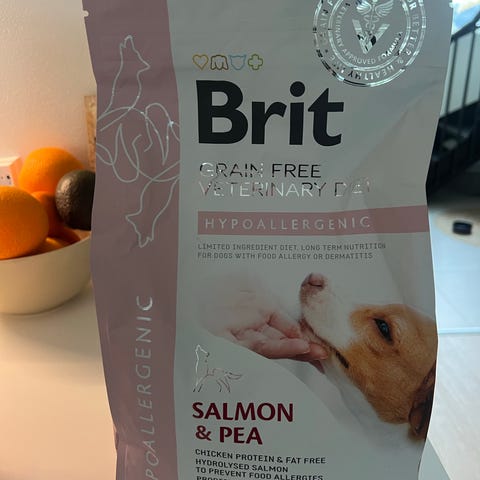 Brit
GRAIN FREE
VETERINARY DIET
HYPOALLERGENIC
LIMITED INGREDIENT DIET. LONG TERM NUTRITION
FOR DOGS WITH FOOD ALLERGY OR DERMATITIS
SALMON
& PEA
CHICKEN PROTEIN & FAT FREE
HYDROLYSED SALMON
TO PREVENT FOOD ALLERGIES
HYPOALLERGENIC